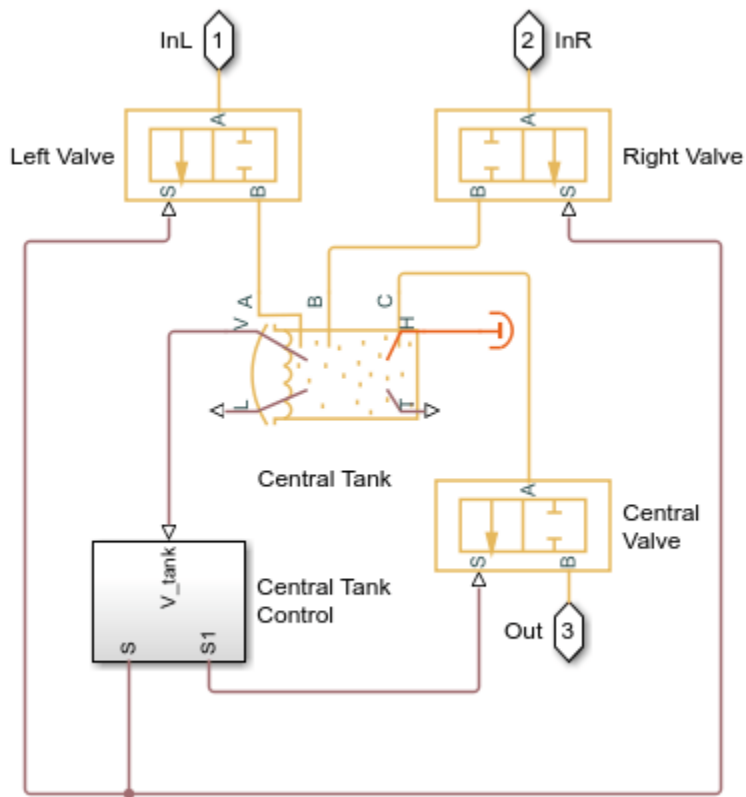 InL 1
2 InR
A
A
Left Valve
Right Valve
S B
B S
A B C
V H
L T
Central Tank
A
Central
Valve
S B
V_tank
Central Tank
Control
S S1
Out 3